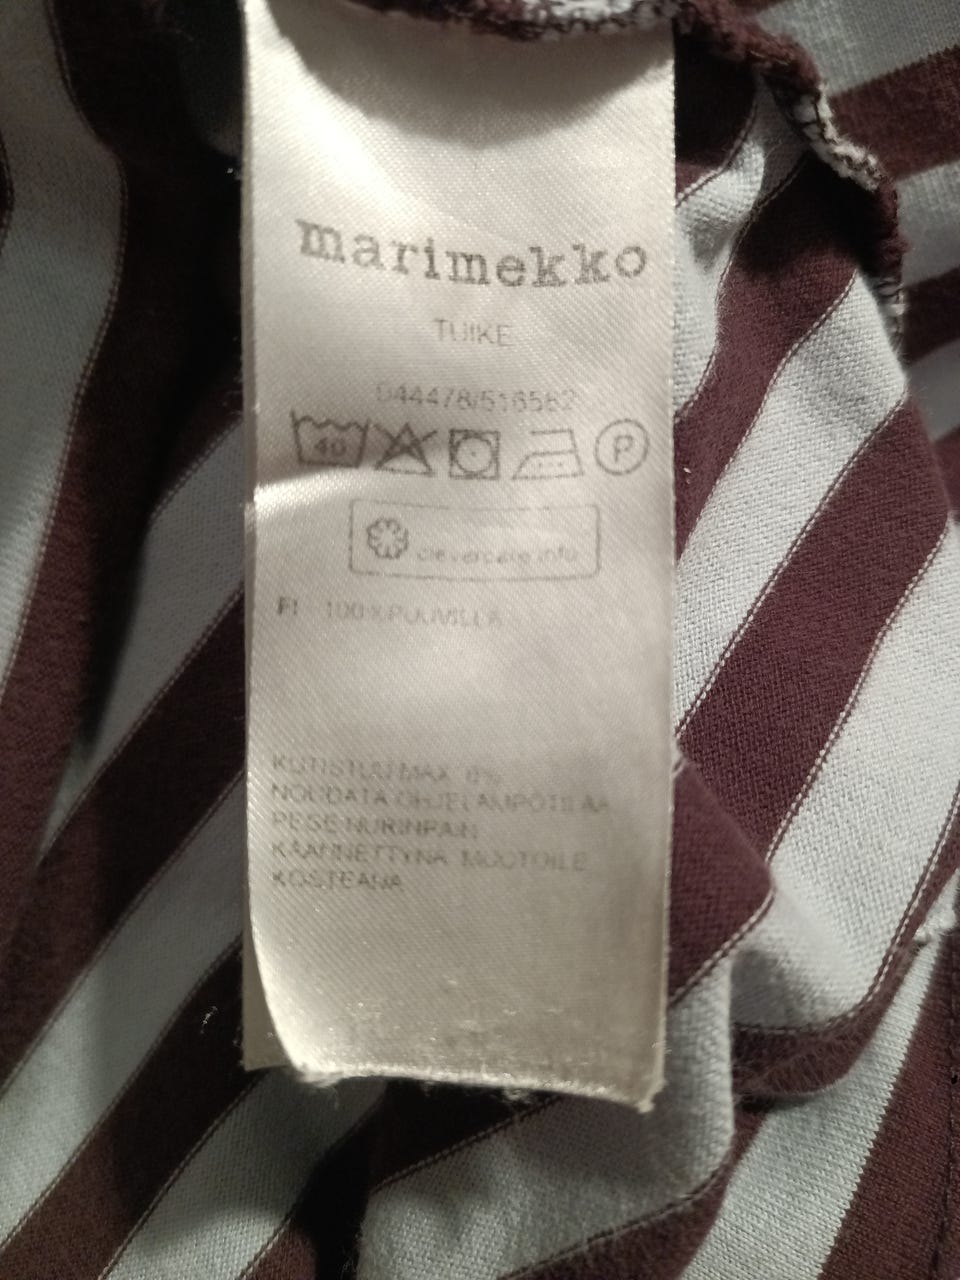 marimekko
TUIKE
044478/516582
40 P
clevercare.info
FI 100%PUUVILLA
KUTISTUU MAX 6%
NOUDATA OHJELÄMPÖTILAA
PESE NURINPÄIN
KÄÄNNETTYNÄ MUOTOILE
KOSTEANA